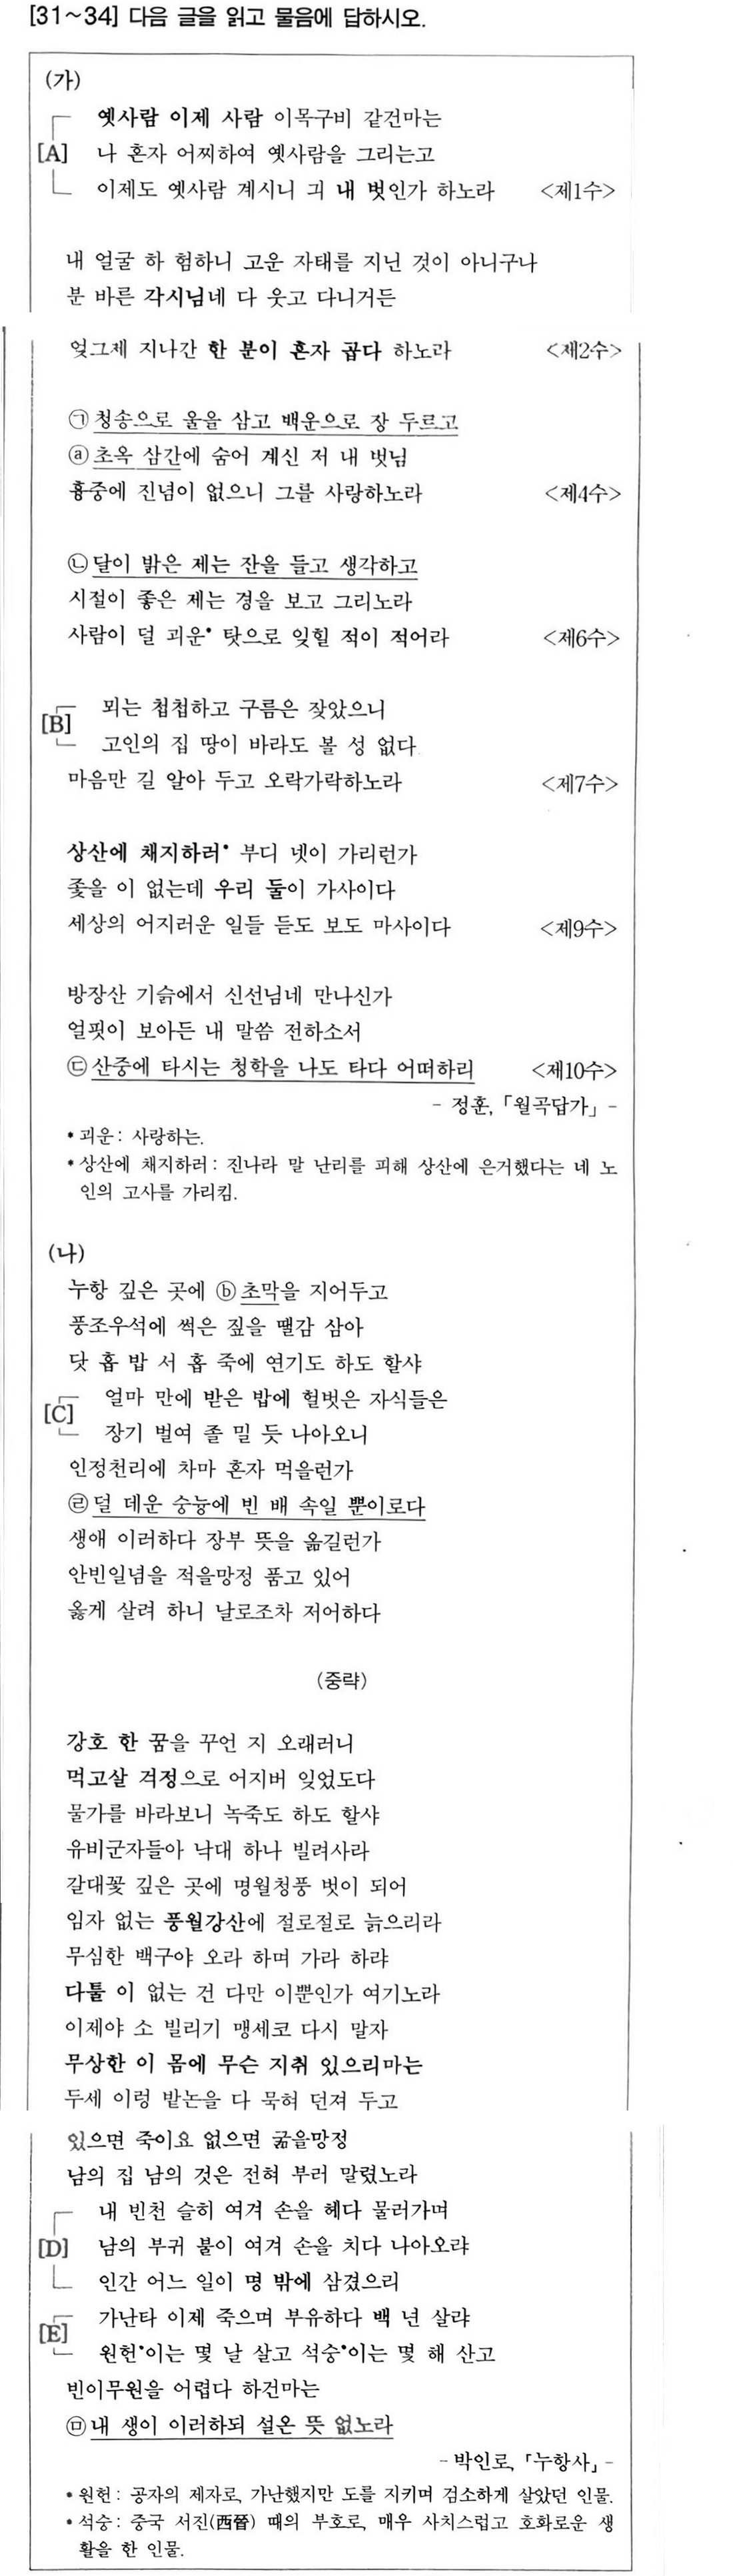 [31~34] 다음 글을 읽고 물음에 답하시오.
(가)
옛사람 이제 사람 이목구비 같건마는
[A] 나 혼자 어찌하여 옛사람을 그리는고
이제도 옛사람 계시니 긔 내 벗인가 하노라 <제1수>
내 얼굴 하 험하니 고운 자태를 지닌 것이 아니구나
분 바른 각시님네 다 웃고 다니거든
엊그제 지나간 한 분이 혼자 곱다 하노라 <제2수>
㉠ 청송으로 울을 삼고 백운으로 장 두르고
ⓐ 초옥 삼간에 숨어 계신 저 내 벗님
흉중에 진념이 없으니 그를 사랑하노라 <제4수>
㉡ 달이 밝은 제는 잔을 들고 생각하고
시절이 좋은 제는 경을 보고 그리노라
사람이 덜 괴운* 탓으로 잊힐 적이 적어라 <제6수>
[B] 뫼는 첩첩하고 구름은 잦았으니
고인의 집 땅이 바라도 볼 성 없다
마음만 길 알아 두고 오락가락하노라 <제7수>
상산에 채지하러* 부디 넷이 가리런가
좇을 이 없는데 우리 둘이 가사이다
세상의 어지러운 일들 듣도 보도 마사이다 <제9수>
방장산 기슭에서 신선님네 만나신가
얼핏이 보아든 내 말씀 전하소서
㉢ 산중에 타시는 청학을 나도 타다 어떠하리 <제10수>
- 정훈, 「월곡답가」 -
* 괴운: 사랑하는.
* 상산에 채지하러: 진나라 말 난리를 피해 상산에 은거했다는 네 노
인의 고사를 가리킴.
(나)
누항 깊은 곳에 ⓑ 초막을 지어두고
풍조우석에 썩은 짚을 땔감 삼아
닷 홉 밥 서 홉 죽에 연기도 하도 할샤
[C] 얼마 만에 받은 밥에 헐벗은 자식들은
장기 벌여 졸 밀 듯 나아오니
인정천리에 차마 혼자 먹을런가
㉣ 덜 데운 숭늉에 빈 배 속일 뿐이로다
생애 이러하다 장부 뜻을 옮길런가
안빈일념을 적을망정 품고 있어
옳게 살려 하니 날로조차 저어하다
(중략)
강호 한 꿈을 꾸언 지 오래러니
먹고살 걱정으로 어지버 잊었도다
물가를 바라보니 녹죽도 하도 할샤
유비군자들아 낙대 하나 빌려사라
갈대꽃 깊은 곳에 명월청풍 벗이 되어
임자 없는 풍월강산에 절로절로 늙으리라
무심한 백구야 오라 하며 가라 하랴
다툴 이 없는 건 다만 이뿐인가 여기노라
이제야 소 빌리기 맹세코 다시 말자
무상한 이 몸에 무슨 지취 있으리마는
두세 이렁 밭논을 다 묵혀 던져 두고
있으면 죽이요 없으면 굶을망정
남의 집 남의 것은 전혀 부러 말렸노라
내 빈천 슬히 여겨 손을 헤다 물러가며
[D] 남의 부귀 불이 여겨 손을 치다 나아오랴
인간 어느 일이 명 밖에 삼겼으리
[E] 가난타 이제 죽으며 부유하다 백 년 살랴
원헌*이는 몇 날 살고 석숭*이는 몇 해 산고
빈이무원을 어렵다 하건마는
㉤ 내 생이 이러하되 설온 뜻 없노라
- 박인로, 「누항사」 -
* 원헌: 공자의 제자로, 가난했지만 도를 지키며 검소하게 살았던 인물.
* 석숭: 중국 서진(西晉) 때의 부호로, 매우 사치스럽고 호화로운 생
활을 한 인물.